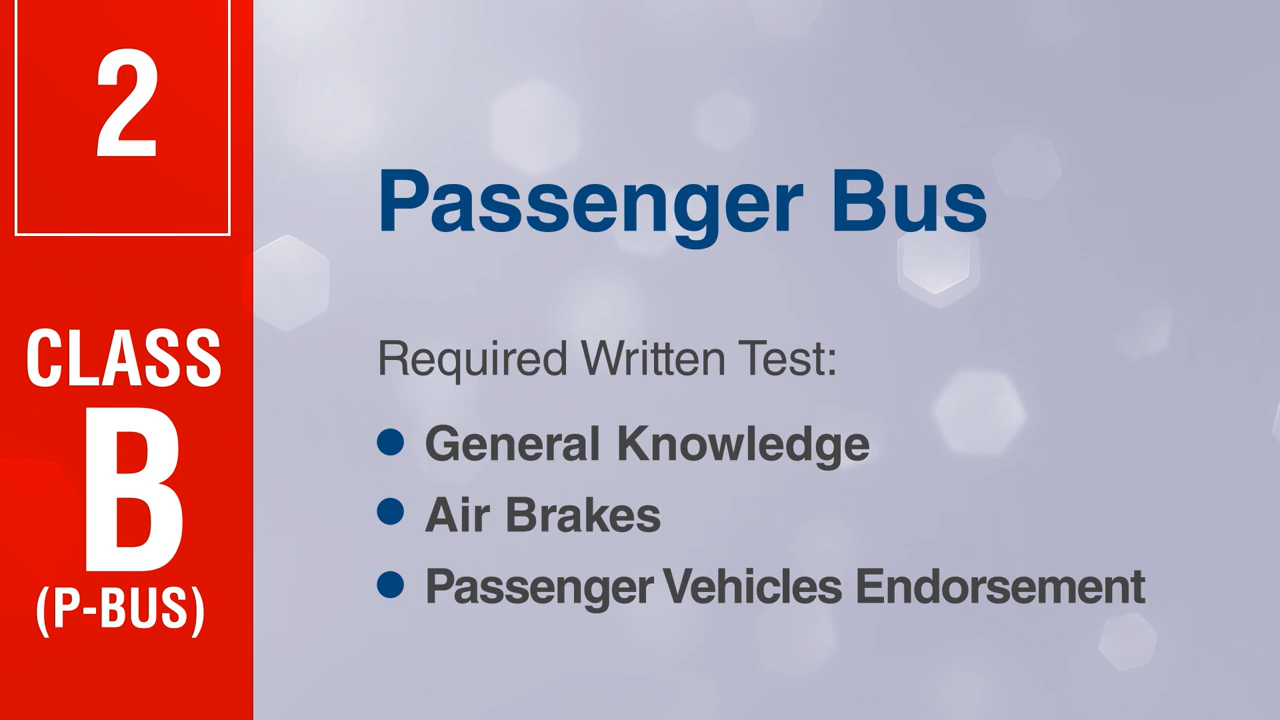 2
CLASS
B
(P-BUS)
Passenger Bus
Required Written Test:
General Knowledge
Air Brakes
Passenger Vehicles Endorsement